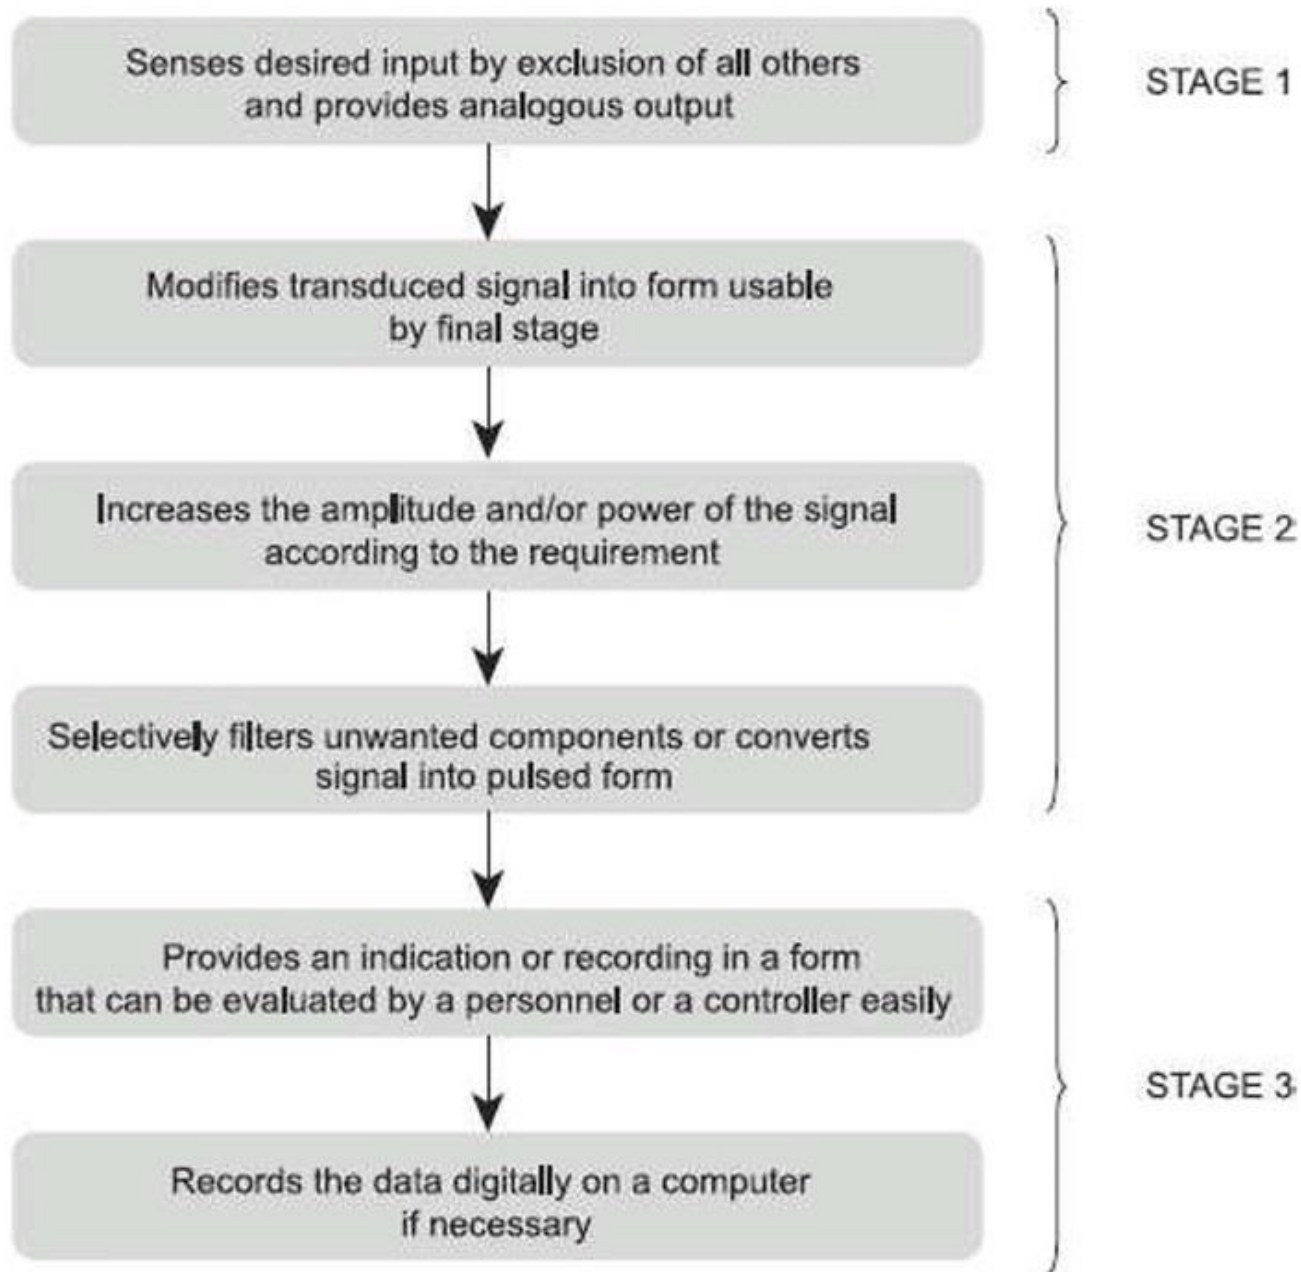 Senses desired input by exclusion of all others
and provides analogous output
STAGE 1
Modifies transduced signal into form usable
by final stage
Increases the amplitude and/or power of the signal
according to the requirement
STAGE 2
Selectively filters unwanted components or converts
signal into pulsed form
Provides an indication or recording in a form
that can be evaluated by a personnel or a controller easily
STAGE 3
Records the data digitally on a computer
if necessary